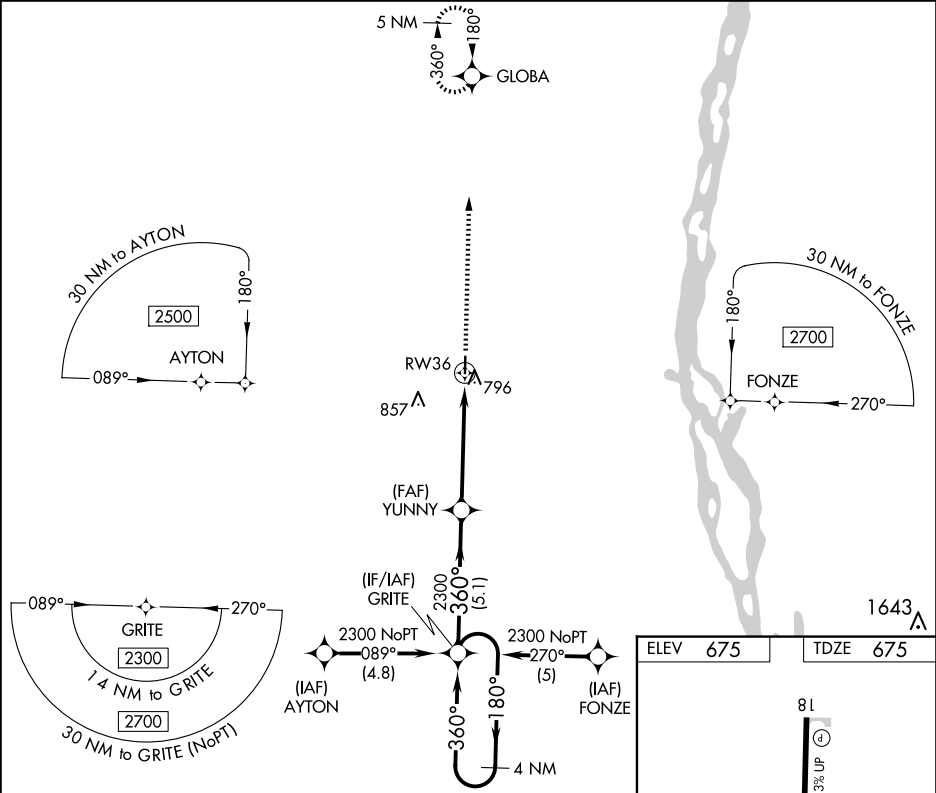 5 NM
180°
360°
GLOBA
30 NM to AYTON
180°
2500
AYTON
089°
30 NM to FONZE
180°
2700
FONZE
270°
RW36
796
857
(FAF)
YUNNY
(IF/IAF)
GRITE
2300
360°
(5.1)
089°
270°
GRITE
2300
14 NM to GRITE
2700
30 NM to GRITE (NoPT)
2300 NoPT
089°
(4.8)
(IAF)
AYTON
2300 NoPT
270°
(5)
(IAF)
FONZE
360°
180°
4 NM
1643
ELEV 675
TDZE 675
18
P
3% UP